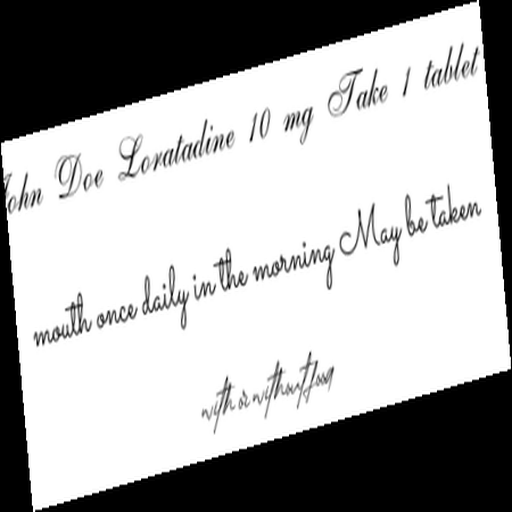 John Doe Loratadine 10 mg Take 1 tablet
mouth once daily in the morning May be taken
with or without food